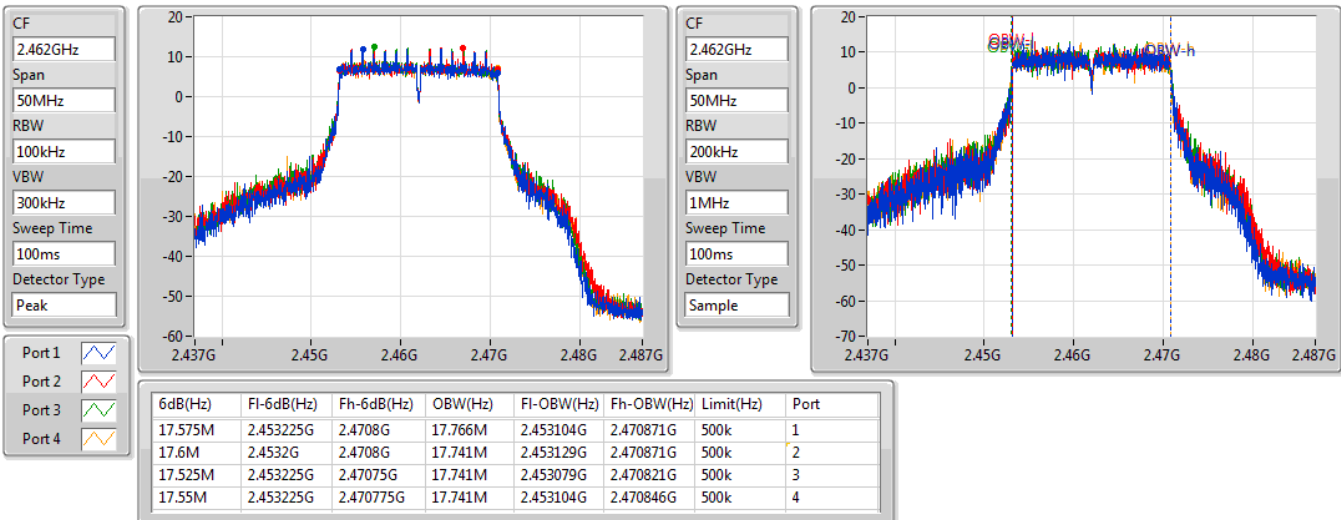 CF
2.462GHz
Span
50MHz
RBW
100kHz
VBW
300kHz
Sweep Time
100ms
Detector Type
Peak
20
10
0
-10
-20
-30
-40
-50
-60
2.437G 2.45G 2.46G 2.47G 2.48G 2.487G
CF
2.462GHz
Span
50MHz
RBW
200kHz
VBW
1MHz
Sweep Time
100ms
Detector Type
Sample
20
10
0
-10
-20
-30
-40
-50
-60
-70
OBW-h
2.437G 2.45G 2.46G 2.47G 2.48G 2.487G
Port 1
Port 2
Port 3
Port 4
6dB(Hz) Fl-6dB(Hz) Fh-6dB(Hz) OBW(Hz) Fl-OBW(Hz) Fh-OBW(Hz) Limit(Hz) Port
17.575M 2.453225G 2.4708G 17.766M 2.453104G 2.470871G 500k 1
17.6M 2.4532G 2.4708G 17.741M 2.453129G 2.470871G 500k 2
17.525M 2.453225G 2.47075G 17.741M 2.453079G 2.470821G 500k 3
17.55M 2.453225G 2.470775G 17.741M 2.453104G 2.470846G 500k 4